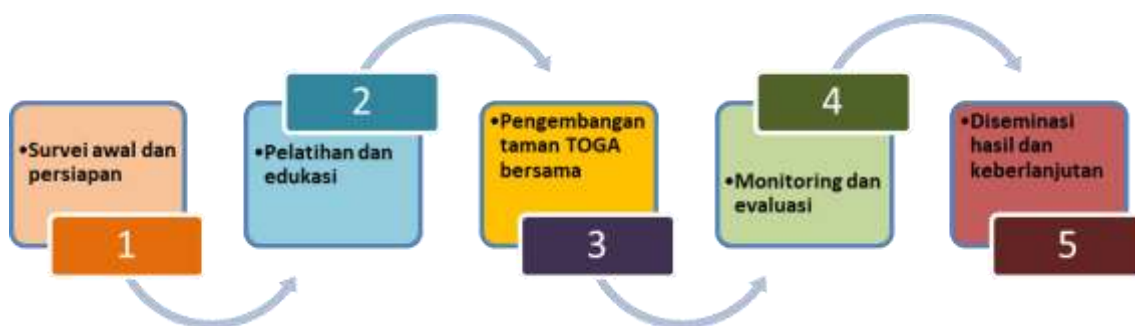 •Survei awal dan
persiapan
1
2
•Pelatihan dan
edukasi
•Pengembangan
taman TOGA
bersama
3
4
•Monitoring dan
evaluasi
•Diseminasi
hasil dan
keberlanjutan
5